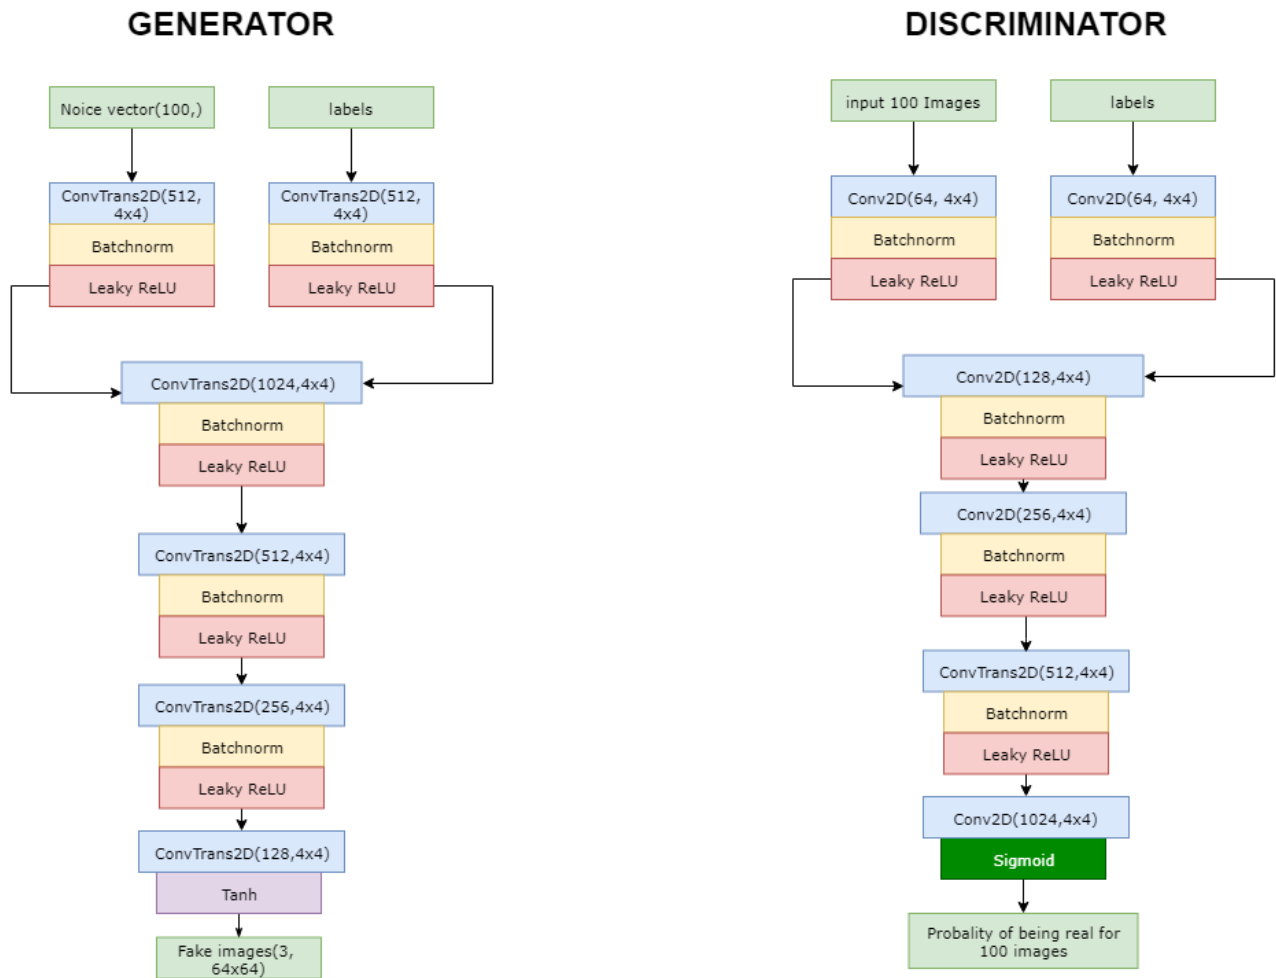 GENERATOR
Noice vector(100,)
labels
ConvTrans2D(512,
4x4)
ConvTrans2D(512,
4x4)
Batchnorm
Batchnorm
Leaky ReLU
Leaky ReLU
ConvTrans2D(1024,4x4)
Batchnorm
Leaky ReLU
ConvTrans2D(512,4x4)
Batchnorm
Leaky ReLU
ConvTrans2D(256,4x4)
Batchnorm
Leaky ReLU
ConvTrans2D(128,4x4)
Tanh
Fake images(3,
64x64)
DISCRIMINATOR
input 100 Images
labels
Conv2D(64, 4x4)
Conv2D(64, 4x4)
Batchnorm
Batchnorm
Leaky ReLU
Leaky ReLU
Conv2D(128,4x4)
Batchnorm
Leaky ReLU
Conv2D(256,4x4)
Batchnorm
Leaky ReLU
ConvTrans2D(512,4x4)
Batchnorm
Leaky ReLU
Conv2D(1024,4x4)
Sigmoid
Probality of being real for
100 images